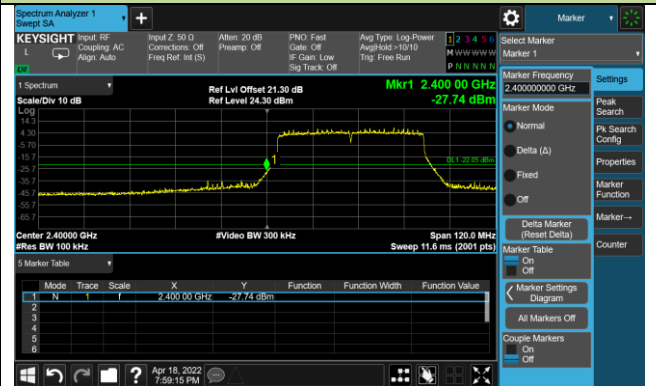 Spectrum Analyzer 1
Swept SA
+
Marker
KEYSIGHT
L
Input: RF
Coupling: AC
Align: Auto
Input Z: 50 Ω
Corrections: Off
Freq Ref: Int (S)
Atten: 20 dB
Preamp: Off
PNO: Fast
Gate: Off
IF Gain: Low
Sig Track: Off
Avg Type: Log-Power
Avg|Hold:>10/10
Trig: Free Run
1 2 3 4 5 6
M W W W W W
P N N N N N
Select Marker
Marker 1
1 Spectrum
Scale/Div 10 dB
Log
Ref Lvl Offset 21.30 dB
Ref Level 24.30 dBm
Mkr1 2.400 00 GHz
-27.74 dBm
14.3
4.30
-5.70
-15.7
-25.7
-35.7
-45.7
-55.7
-65.7
1
DL1 -22.05 dBm
Center 2.40000 GHz
#Res BW 100 kHz
#Video BW 300 kHz
Span 120.0 MHz
Sweep 11.6 ms (2001 pts)
5 Marker Table
Mode Trace Scale X Y Function Function Width Function Value
1 N 1 f 2.400 00 GHz -27.74 dBm
2
3
4
5
6
Marker Frequency
2.400000000 GHz
Marker Mode
Normal
Delta (Δ)
Fixed
Off
Delta Marker
(Reset Delta)
Marker Table
On
Off
Marker Settings
Diagram
All Markers Off
Couple Markers
On
Off
Settings
Peak
Search
Pk Search
Config
Properties
Marker
Function
Marker→
Counter
?
Apr 18, 2022
7:59:15 PM